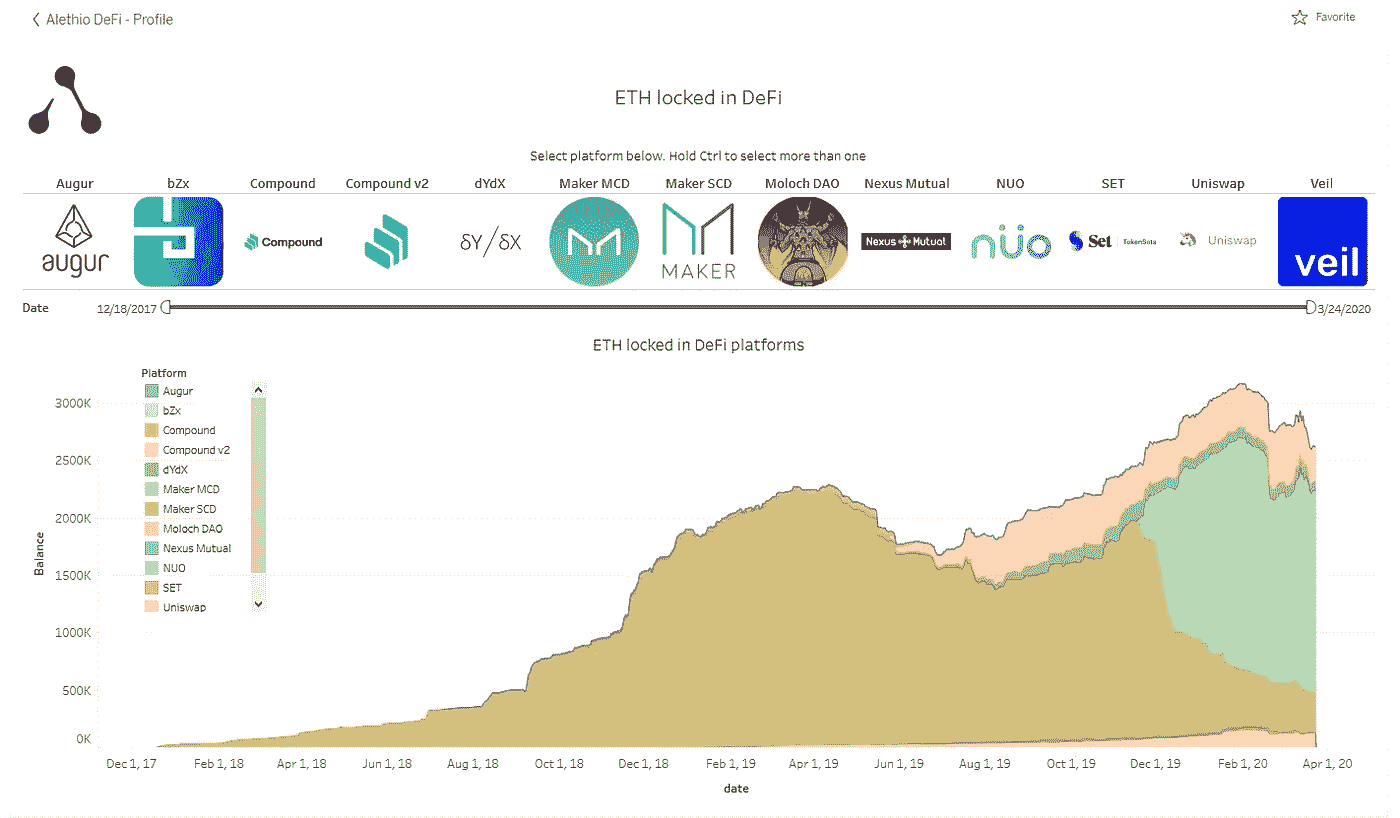 Alethio DeFi - Profile
Favorite
ETH locked in DeFi
Select platform below. Hold Ctrl to select more than one
Augur bZx Compound Compound v2 dYdX Maker MCD Maker SCD Moloch DAO Nexus Mutual NUO SET Uniswap Veil
augur
Compound
δY/δX
MAKER
Nexus Mutual
nüo
Set TokenSets
Uniswap
veil
Date 12/18/2017 3/24/2020
ETH locked in DeFi platforms
Platform
Augur
bZx
Compound
Compound v2
dYdX
Maker MCD
Maker SCD
Moloch DAO
Nexus Mutual
NUO
SET
Uniswap
3000K
2500K
2000K
1500K
1000K
500K
0K
Balance
Dec 1, 17 Feb 1, 18 Apr 1, 18 Jun 1, 18 Aug 1, 18 Oct 1, 18 Dec 1, 18 Feb 1, 19 Apr 1, 19 Jun 1, 19 Aug 1, 19 Oct 1, 19 Dec 1, 19 Feb 1, 20 Apr 1, 20
date